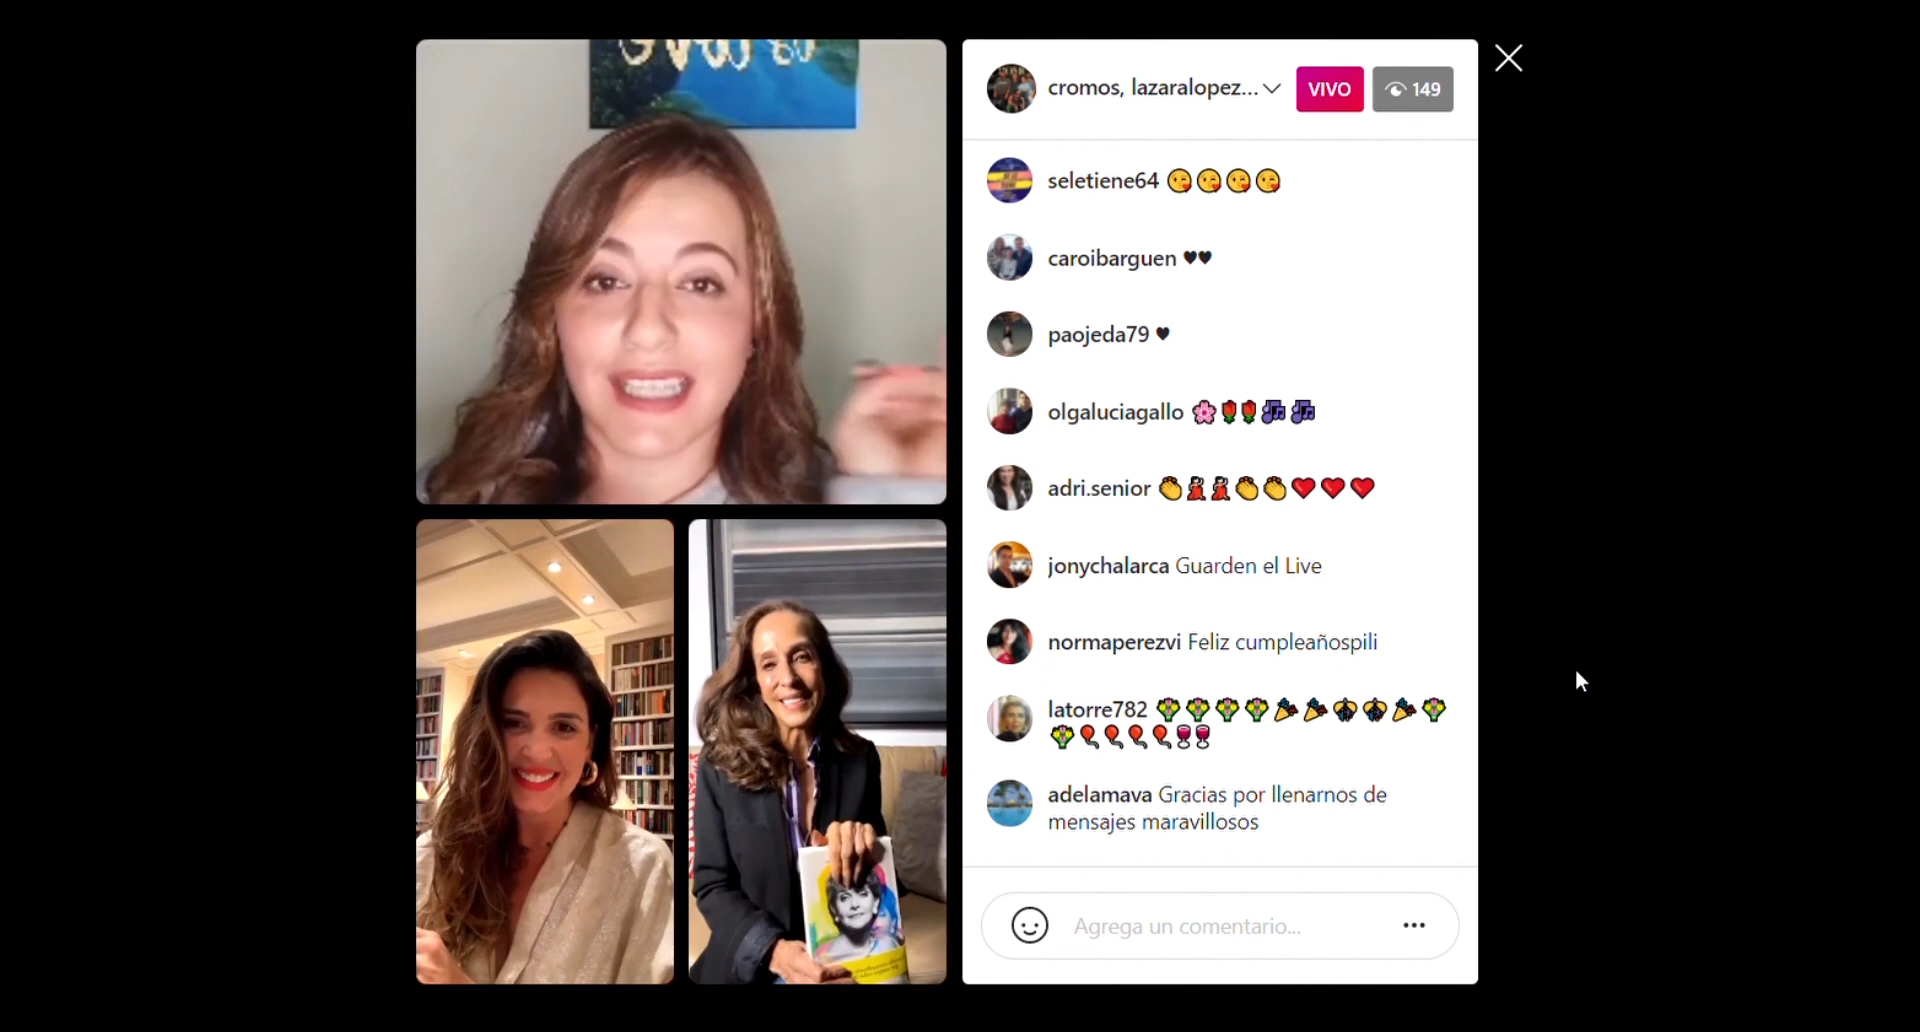 cromos, lazaralopez...
VIVO
149
seletiene64 😘😘😘😘
caroibarguen ♥♥
paojeda79 ♥
olgaluciagallo 🌸🌹🌹🎶🎶
adri.senior 👏💃💃👏👏❤️❤️❤️
jonychalarca Guarden el Live
normaperezvi Feliz cumpleañospili
latorre782 💐💐💐💐🎉🎉🪅🪅🎉💐
💐🎈🎈🎈🎈🍷🍷
adelamava Gracias por llenarnos de
mensajes maravillosos
Agrega un comentario...